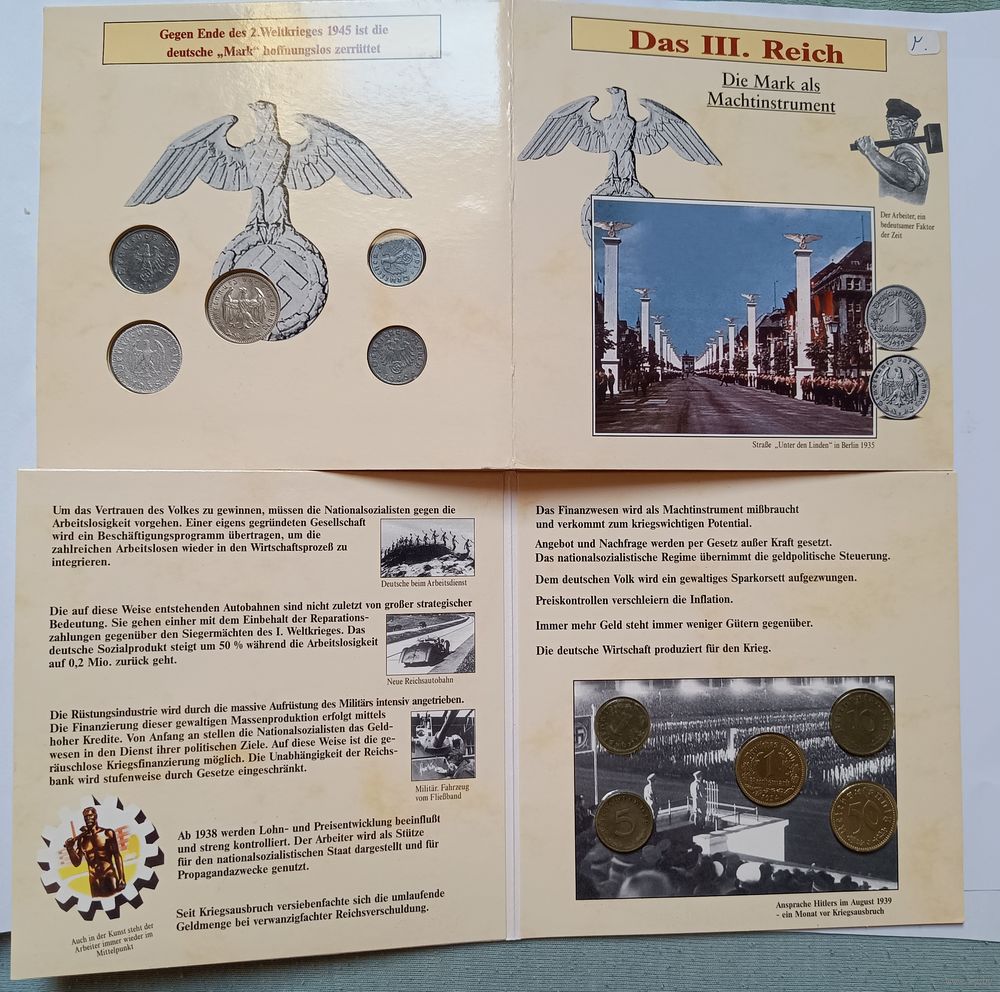 Gegen Ende des 2.Weltkrieges 1945 ist die
deutsche „Mark“ hoffnungslos zerrüttet
Das III. Reich
Die Mark als
Machtinstrument
Der Arbeiter, ein
bedeutsamer Faktor
der Zeit
1
Reichsmark
Straße „Unter den Linden“ in Berlin 1935
Um das Vertrauen des Volkes zu gewinnen, müssen die Nationalsozialisten gegen die
Arbeitslosigkeit vorgehen. Einer eigens gegründeten Gesellschaft
wird ein Beschäftigungsprogramm übertragen, um die
zahlreichen Arbeitslosen wieder in den Wirtschaftsprozeß zu
integrieren.
Deutsche beim Arbeitsdienst
Die auf diese Weise entstehenden Autobahnen sind nicht zuletzt von großer strategischer
Bedeutung. Sie gehen einher mit dem Einbehalt der Reparations-
zahlungen gegenüber den Siegermächten des I. Weltkrieges. Das
deutsche Sozialprodukt steigt um 50 % während die Arbeitslosigkeit
auf 0,2 Mio. zurück geht.
Neue Reichsautobahn
Die Rüstungsindustrie wird durch die massive Aufrüstung des Militärs intensiv angetrieben.
Die Finanzierung dieser gewaltigen Massenproduktion erfolgt mittels
hoher Kredite. Von Anfang an stellen die Nationalsozialisten das Geld-
wesen in den Dienst ihrer politischen Ziele. Auf diese Weise ist die ge-
räuschlose Kriegsfinanzierung möglich. Die Unabhängigkeit der Reichs-
bank wird stufenweise durch Gesetze eingeschränkt.
Militär. Fahrzeug
vom Fließband
Ab 1938 werden Lohn- und Preisentwicklung beeinflußt
und streng kontrolliert. Der Arbeiter wird als Stütze
für den nationalsozialistischen Staat dargestellt und für
Propagandazwecke genutzt.
Seit Kriegsausbruch versiebenfachte sich die umlaufende
Geldmenge bei verwanzigfachter Reichsverschuldung.
Auch in der Kunst steht der
Arbeiter immer wieder im
Mittelpunkt
Das Finanzwesen wird als Machtinstrument mißbraucht
und verkommt zum kriegswichtigen Potential.
Angebot und Nachfrage werden per Gesetz außer Kraft gesetzt.
Das nationalsozialistische Regime übernimmt die geldpolitische Steuerung.
Dem deutschen Volk wird ein gewaltiges Sparkorsett aufgezwungen.
Preiskontrollen verschleiern die Inflation.
Immer mehr Geld steht immer weniger Gütern gegenüber.
Die deutsche Wirtschaft produziert für den Krieg.
1
5
50
Ansprache Hitlers im August 1939
- ein Monat vor Kriegsausbruch